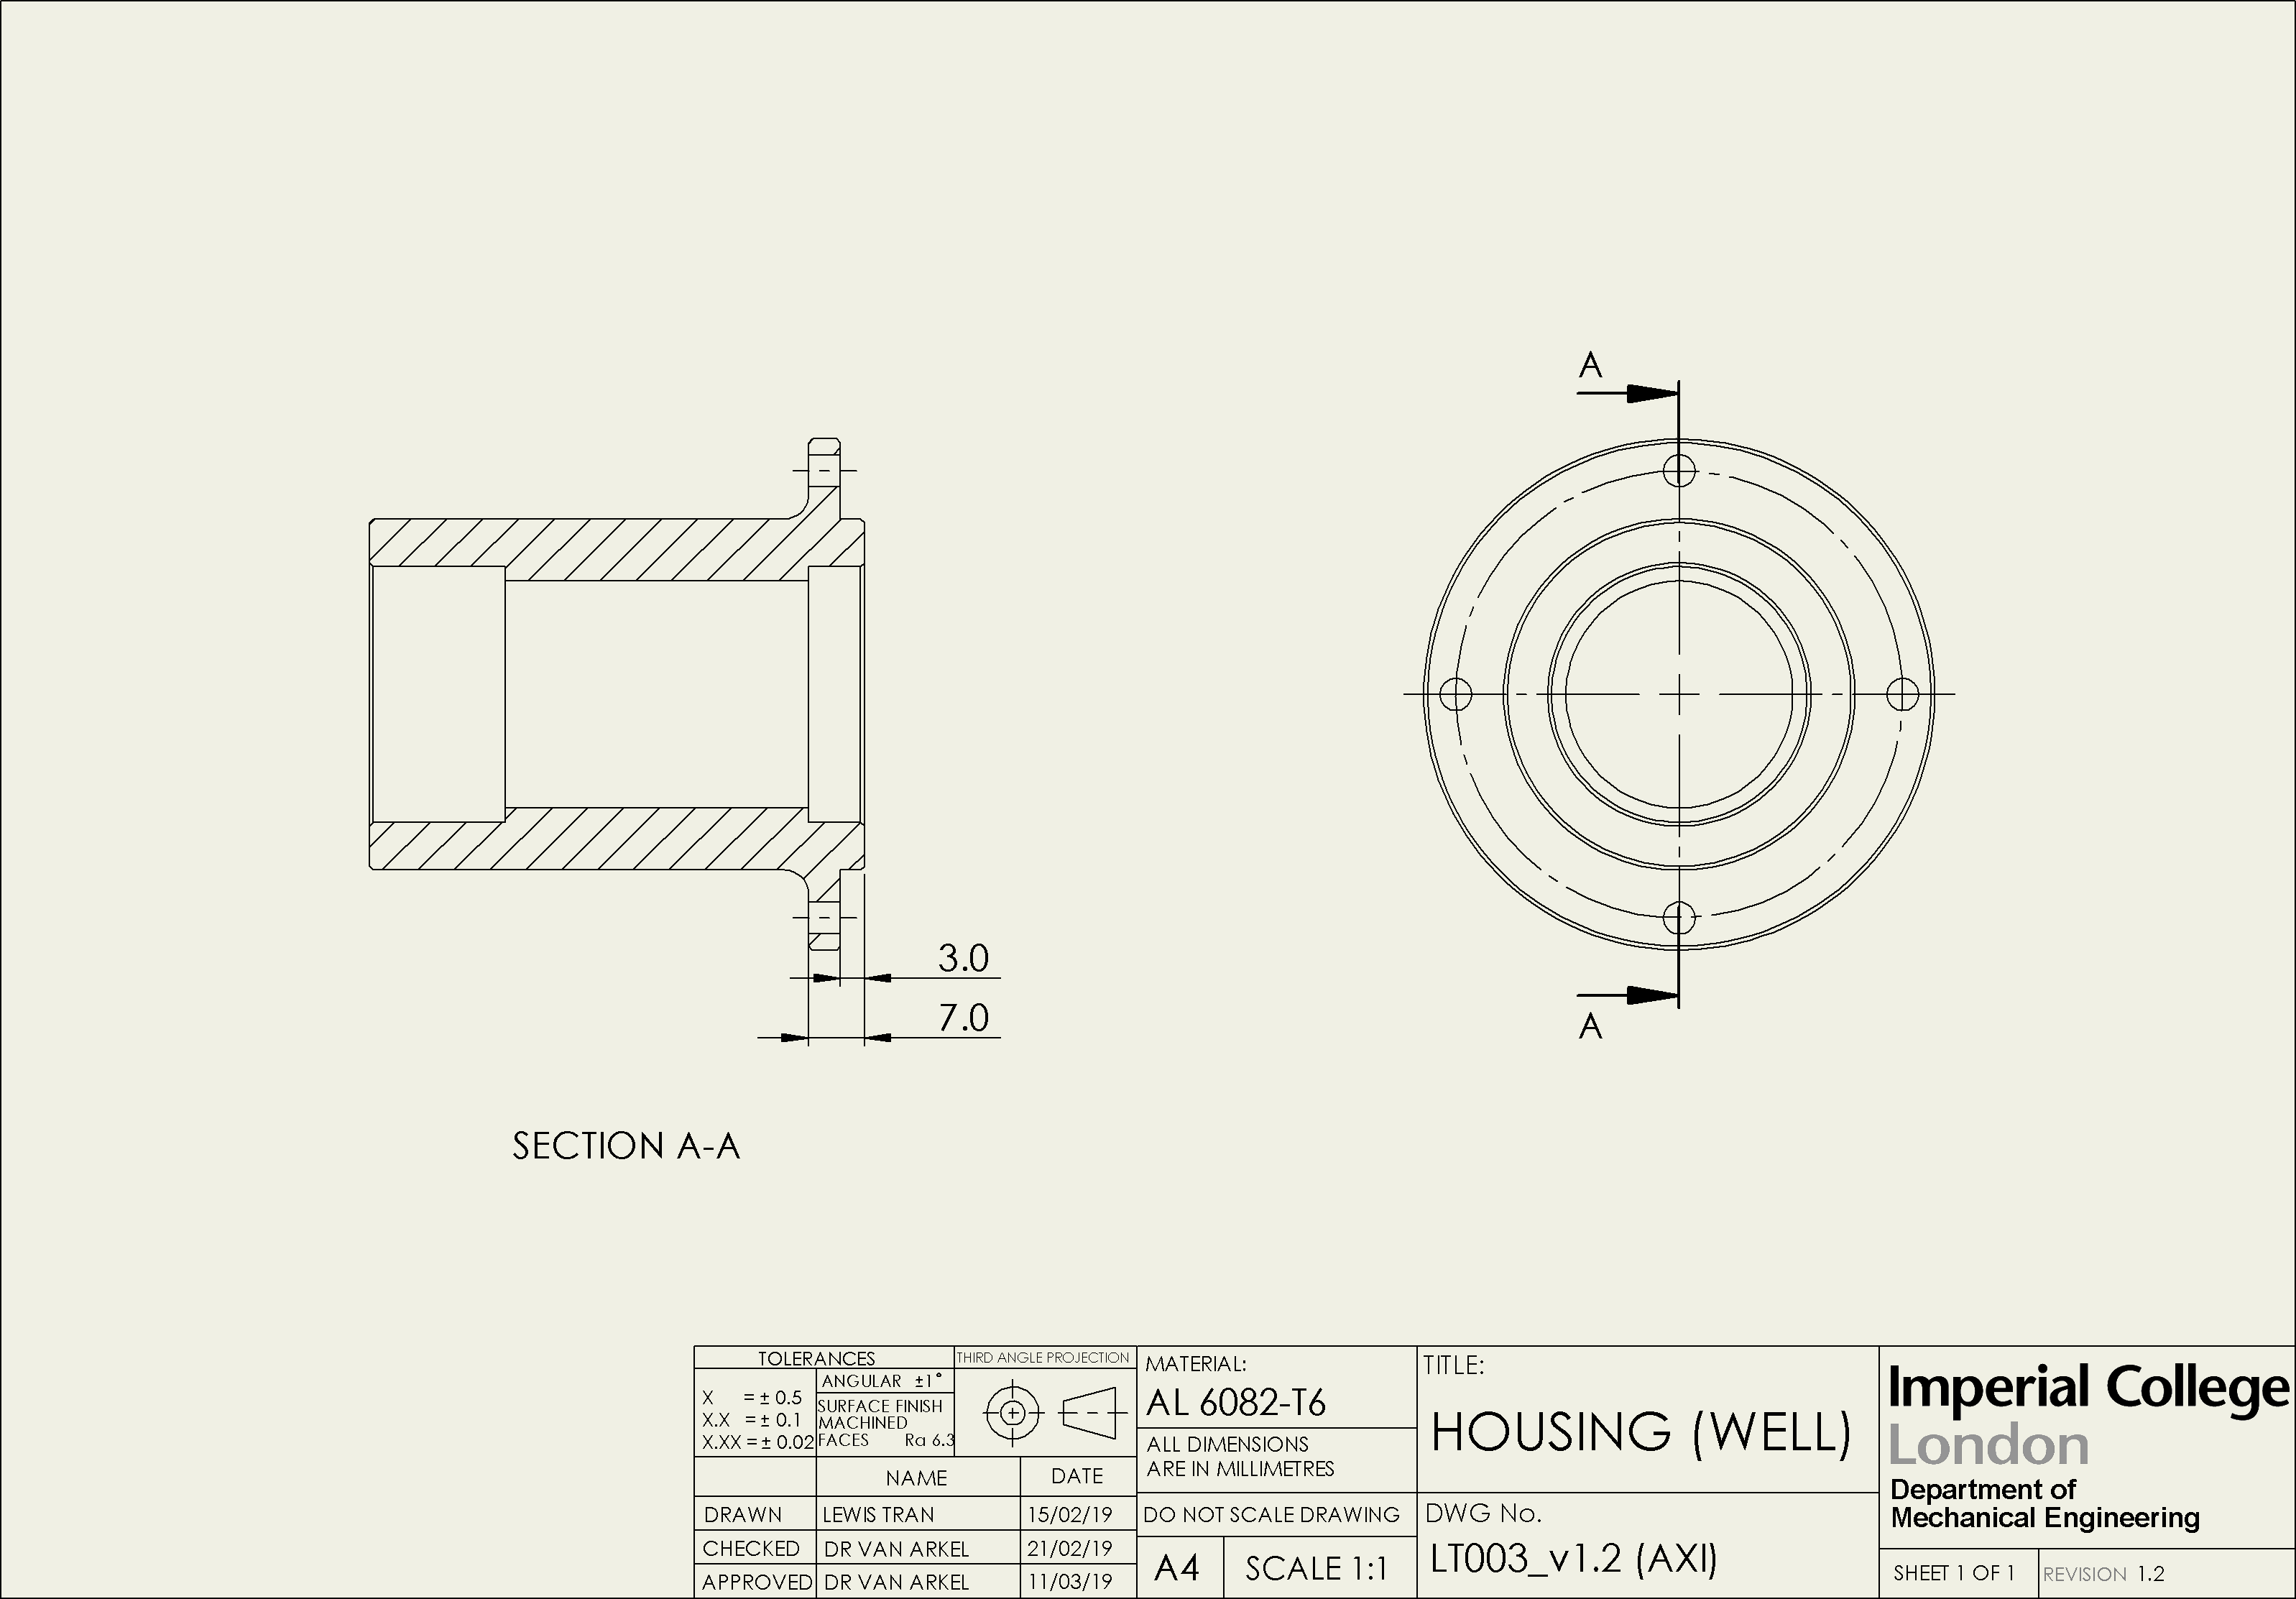 A
A
3.0
7.0
SECTION A-A
TOLERANCES
X = ± 0.5
X.X = ± 0.1
X.XX = ± 0.02
ANGULAR ±1°
SURFACE FINISH
MACHINED
FACES Ra 6.3
THIRD ANGLE PROJECTION
NAME DATE
DRAWN LEWIS TRAN 15/02/19
CHECKED DR VAN ARKEL 21/02/19
APPROVED DR VAN ARKEL 11/03/19
MATERIAL:
AL 6082-T6
ALL DIMENSIONS
ARE IN MILLIMETRES
DO NOT SCALE DRAWING
A4 SCALE 1:1
TITLE:
HOUSING (WELL)
DWG No.
LT003_v1.2 (AXI)
Imperial College
London
Department of
Mechanical Engineering
SHEET 1 OF 1 REVISION 1.2